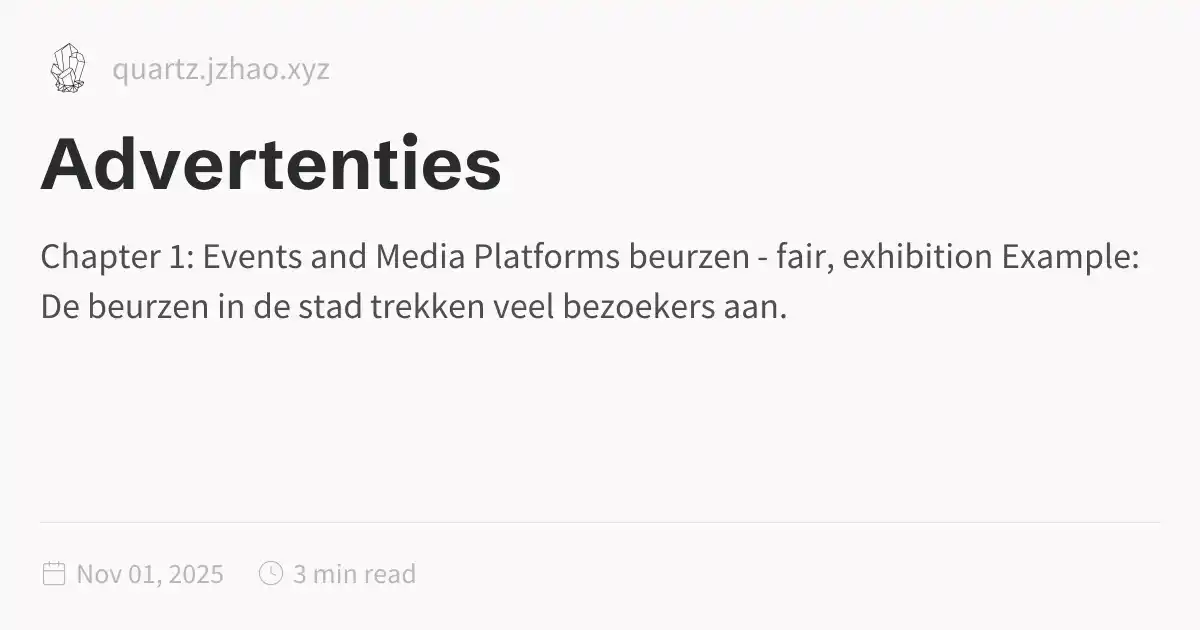 quartz.jzhao.xyz
Advertenties
Chapter 1: Events and Media Platforms beurzen - fair, exhibition Example:
De beurzen in de stad trekken veel bezoekers aan.
Nov 01, 2025 3 min read